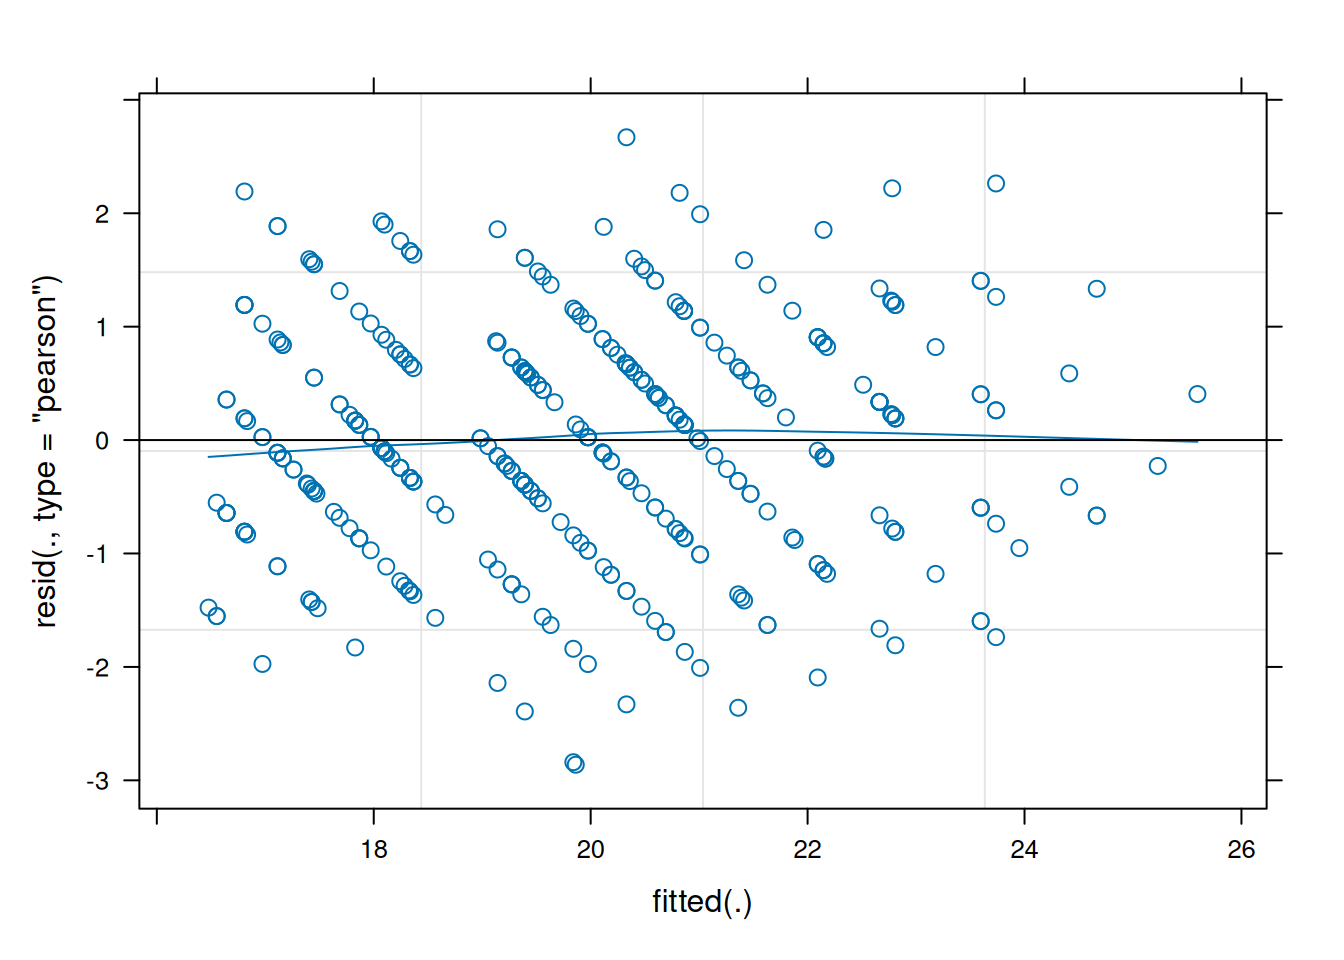 resid(., type = "pearson")
2
1
0
-1
-2
-3
18 20 22 24 26
fitted(.)